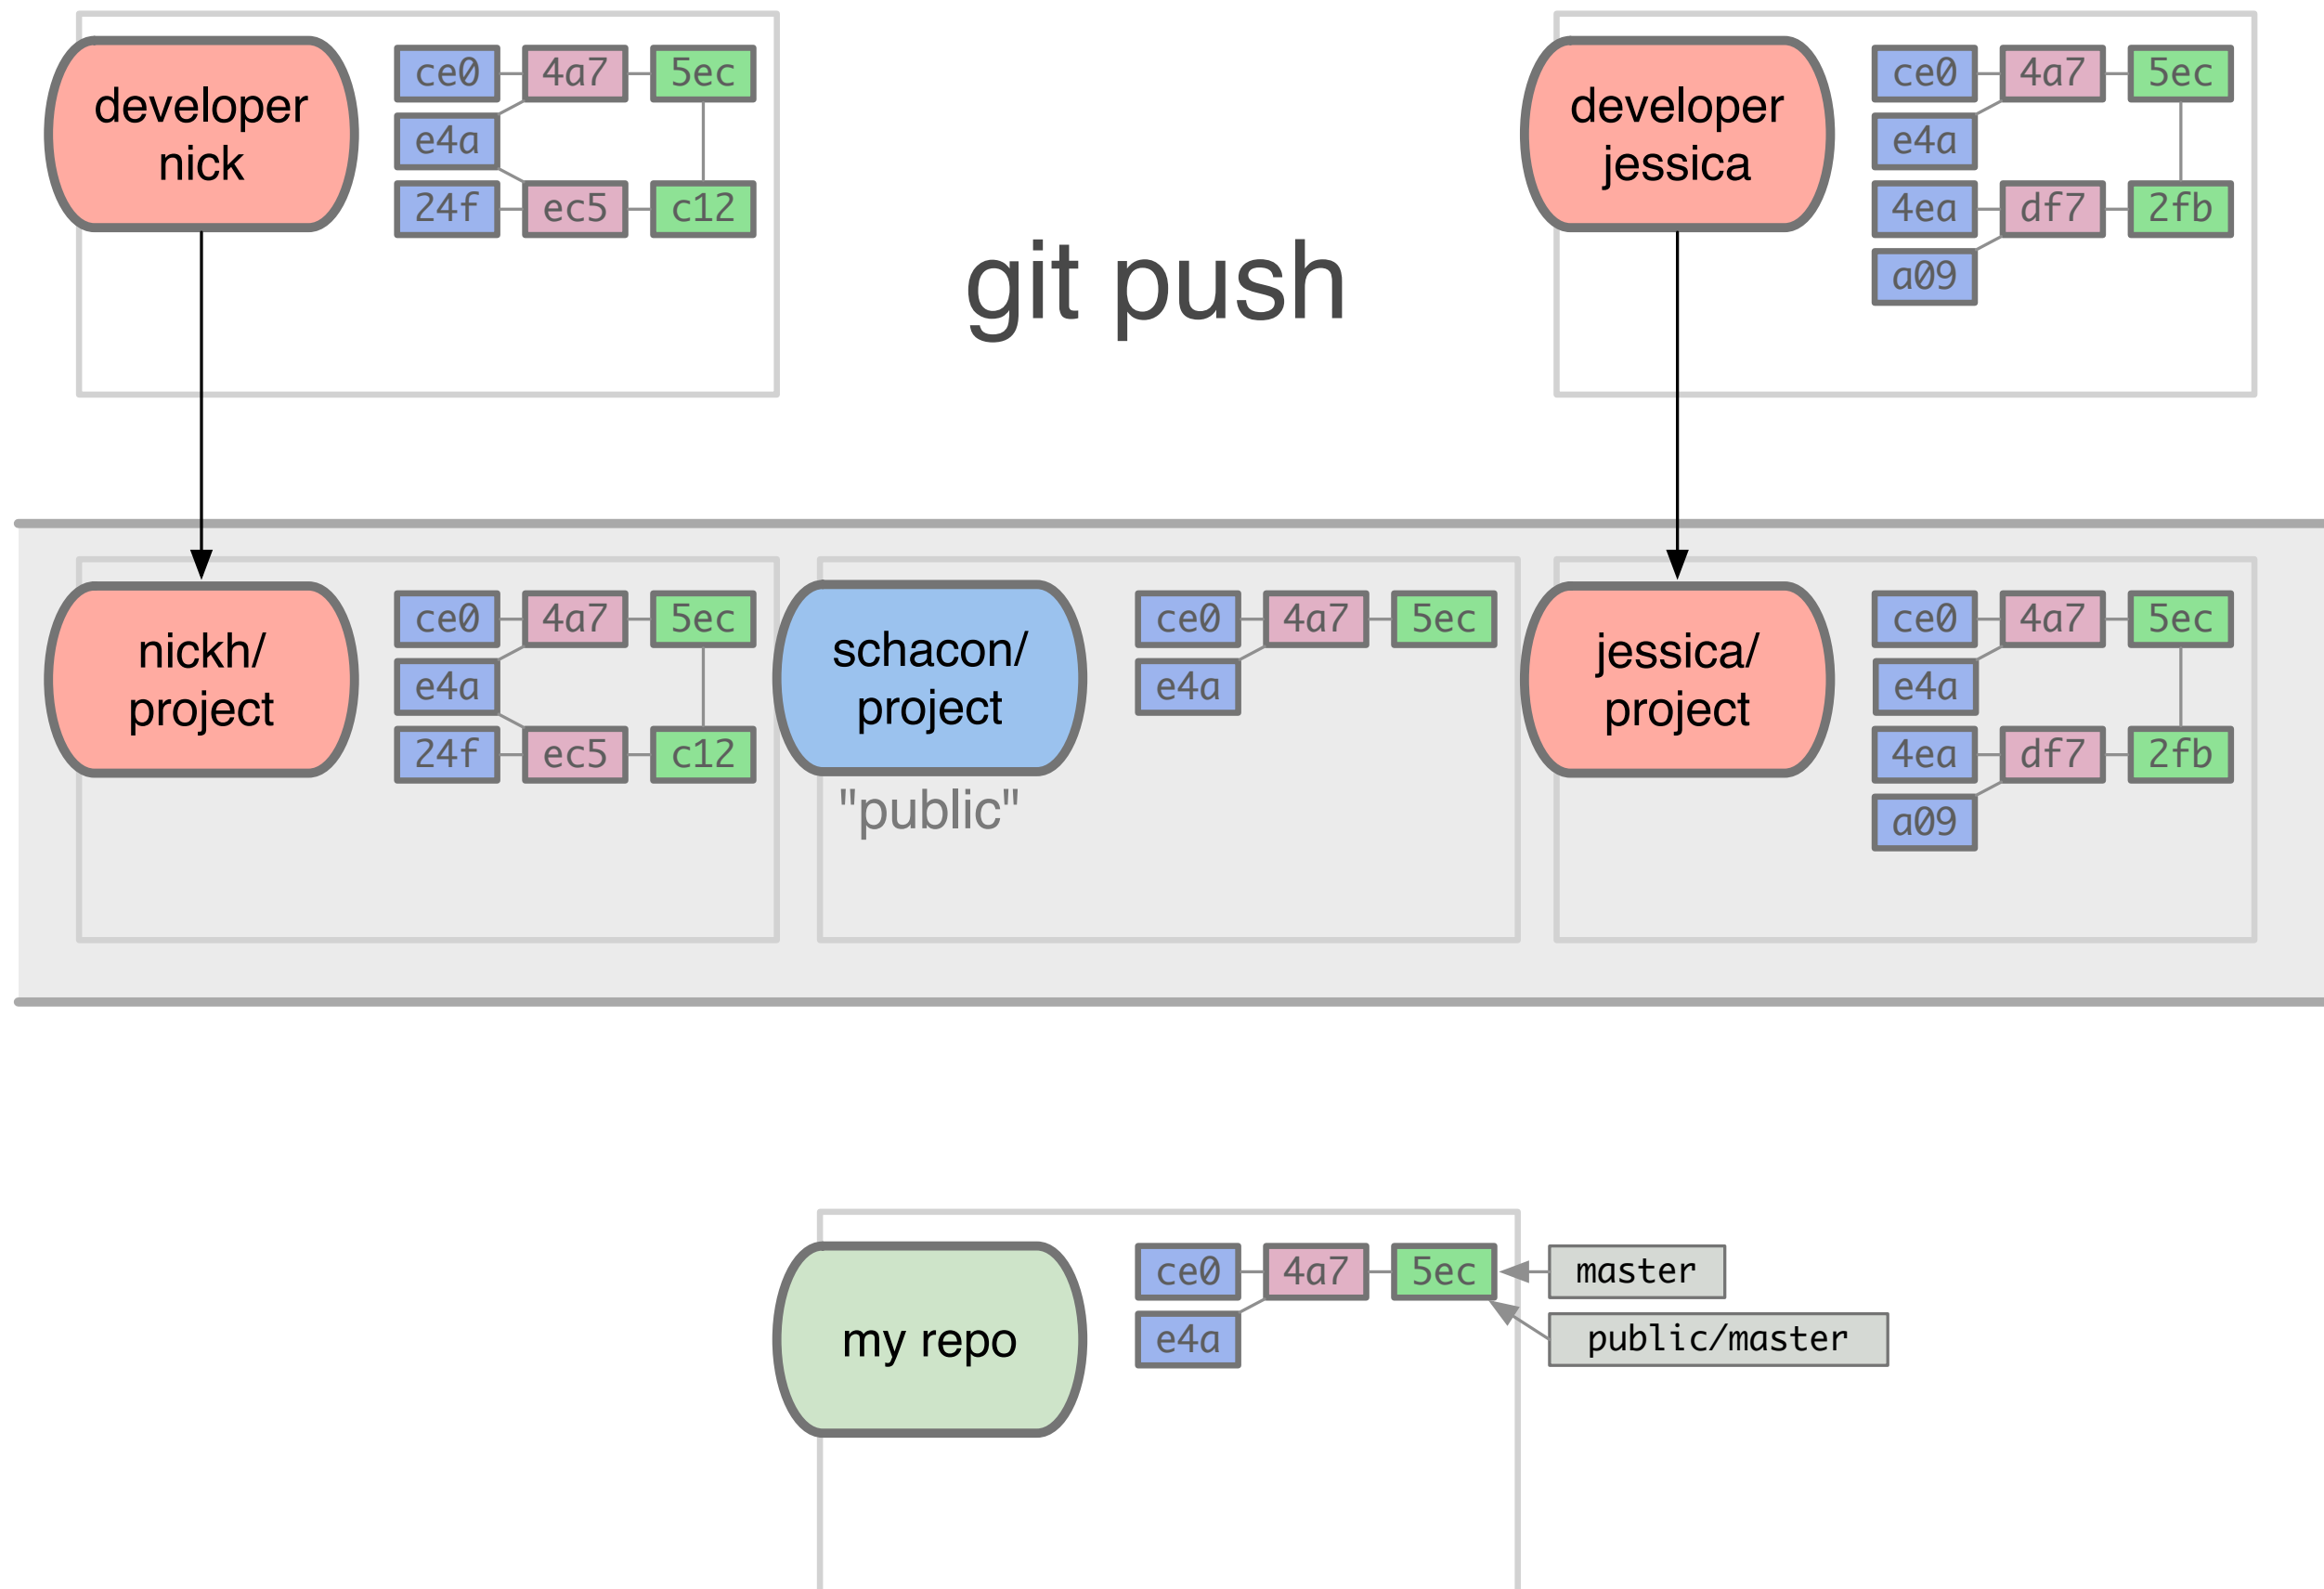 developer
nick
ce0 4a7 5ec
e4a
24f ec5 c12
git push
developer
jessica
ce0 4a7 5ec
e4a
4ea df7 2fb
a09
nickh/
project
ce0 4a7 5ec
e4a
24f ec5 c12
schacon/
project
"public"
ce0 4a7 5ec
e4a
jessica/
project
ce0 4a7 5ec
e4a
4ea df7 2fb
a09
my repo
ce0 4a7 5ec
e4a
master
public/master